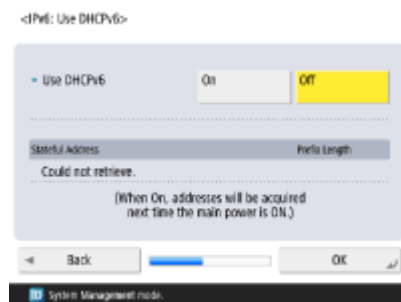 <IPv6: Use DHCPv6>
Use DHCPv6
On
Off
Stateful Address
Prefix Length
Could not retrieve.
(When On, addresses will be acquired
next time the main power is ON.)
Back
OK
System Management mode.